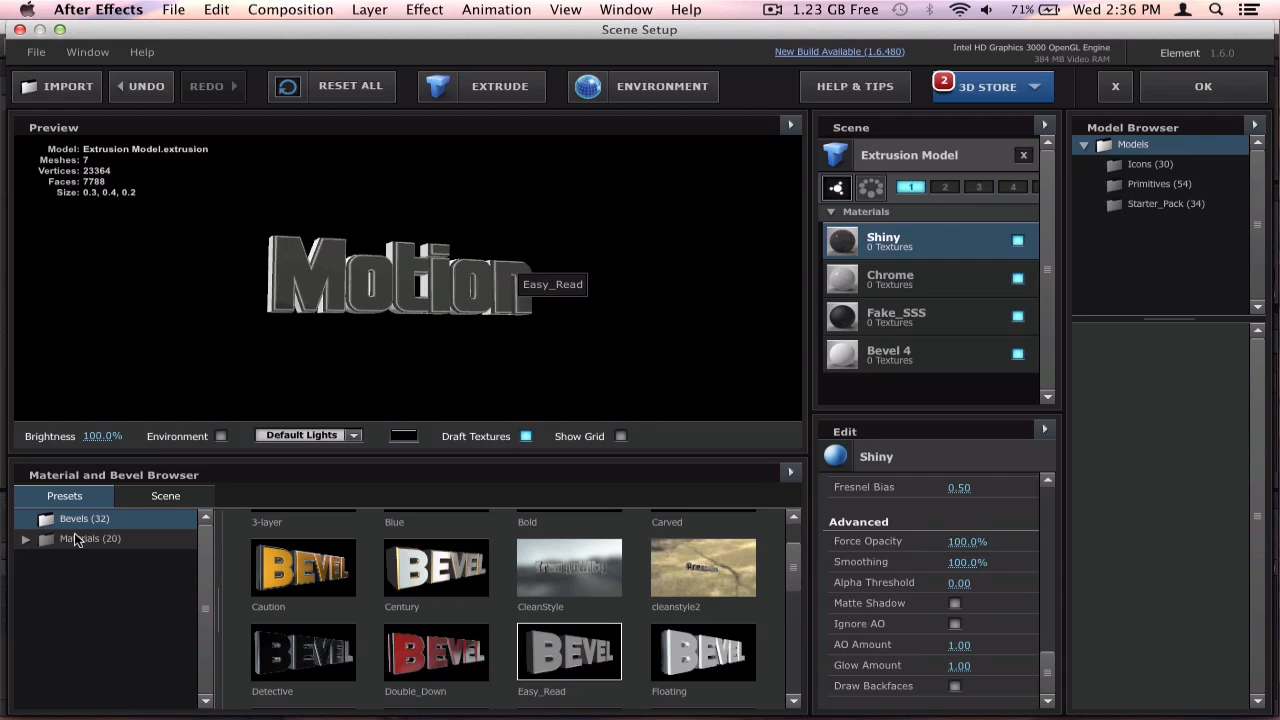 After Effects File Edit Composition Layer Effect Animation View Window Help 1.23 GB Free 71% Wed 2:36 PM
Scene Setup
File Window Help New Build Available (1.6.480) Intel HD Graphics 3000 OpenGL Engine
384 MB Video RAM
Element 1.6.0
IMPORT UNDO REDO RESET ALL EXTRUDE ENVIRONMENT HELP & TIPS 2 3D STORE X OK
Preview
Model: Extrusion Model.extrusion
Meshes: 7
Vertices: 23364
Faces: 7788
Size: 0.3, 0.4, 0.2
Motion
Easy_Read
Brightness 100.0% Environment Default Lights Draft Textures Show Grid
Material and Bevel Browser
Presets Scene
Bevels (32)
Materials (20)
3-layer Blue Bold Carved
BEVEL BEVEL Tranquility
Caution Century CleanStyle cleanstyle2
BEVEL BEVEL BEVEL BEVEL
Detective Double_Down Easy_Read Floating
Scene
Extrusion Model X
1 2 3 4
Materials
Shiny
0 Textures
Chrome
0 Textures
Fake_SSS
0 Textures
Bevel 4
0 Textures
Edit
Shiny
Fresnel Bias 0.50
Advanced
Force Opacity 100.0%
Smoothing 100.0%
Alpha Threshold 0.00
Matte Shadow
Ignore AO
AO Amount 1.00
Glow Amount 1.00
Draw Backfaces
Model Browser
Models
Icons (30)
Primitives (54)
Starter_Pack (34)